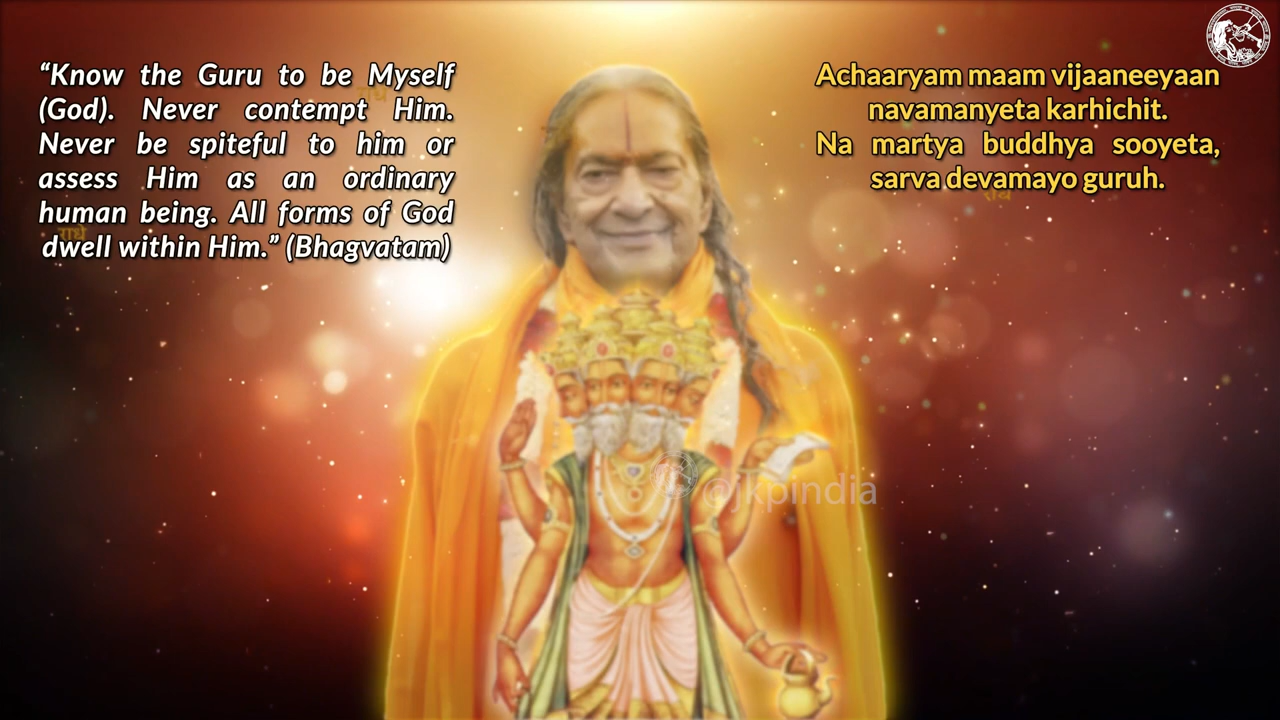 “Know the Guru to be Myself
(God). Never contempt Him.
Never be spiteful to him or
assess Him as an ordinary
human being. All forms of God
dwell within Him.” (Bhagvatam)
Achaaryam maam vijaaneeyaan
navamanyeta karhichit.
Na martya buddhya sooyeta,
sarva devamayo guruh.
राधे
राधे
राधे
@jkpindia